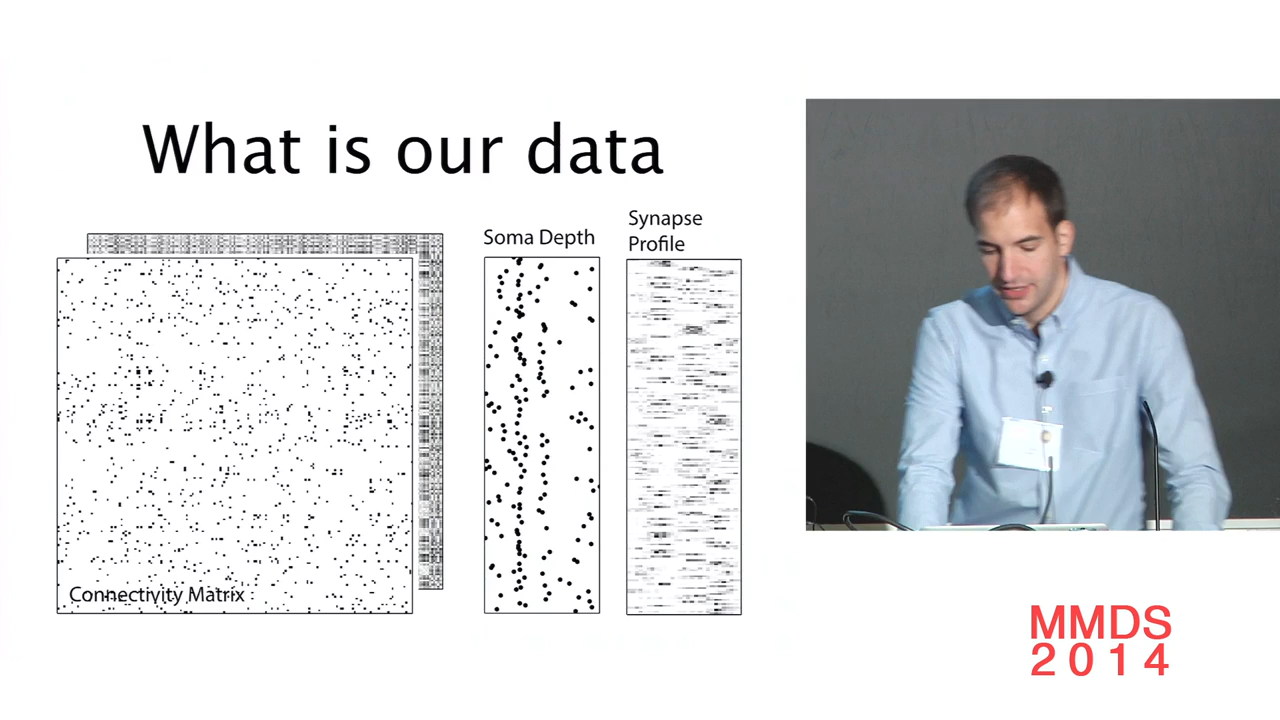 What is our data
Soma Depth
Synapse
Profile
Connectivity Matrix
MMDS
2014